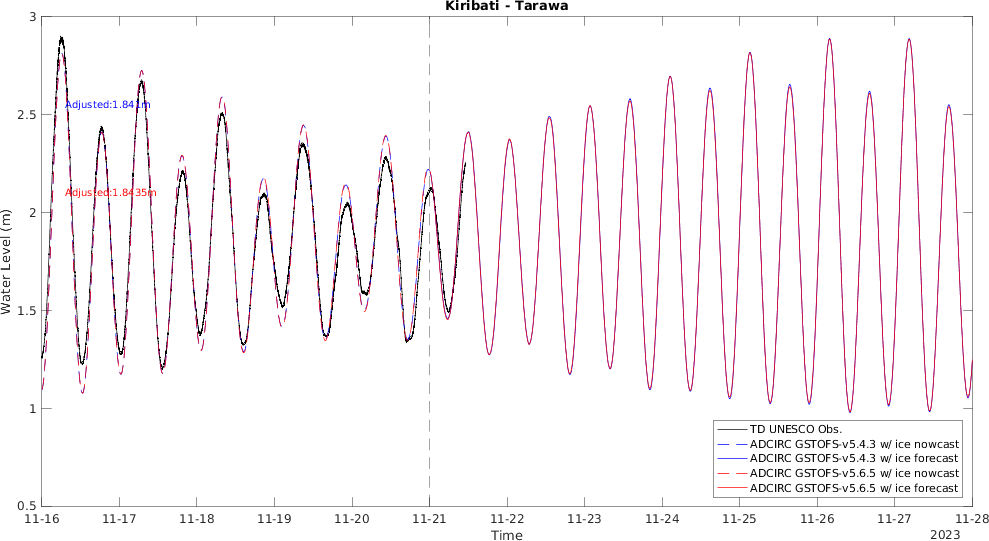 Kiribati - Tarawa
Water Level (m)
3
2.5
2
1.5
1
0.5
Adjusted:1.841m
Adjusted:1.8435m
TD UNESCO Obs.
ADCIRC GSTOFS-v5.4.3 w/ ice nowcast
ADCIRC GSTOFS-v5.4.3 w/ ice forecast
ADCIRC GSTOFS-v5.6.5 w/ ice nowcast
ADCIRC GSTOFS-v5.6.5 w/ ice forecast
11-16 11-17 11-18 11-19 11-20 11-21 11-22 11-23 11-24 11-25 11-26 11-27 11-28
Time
2023